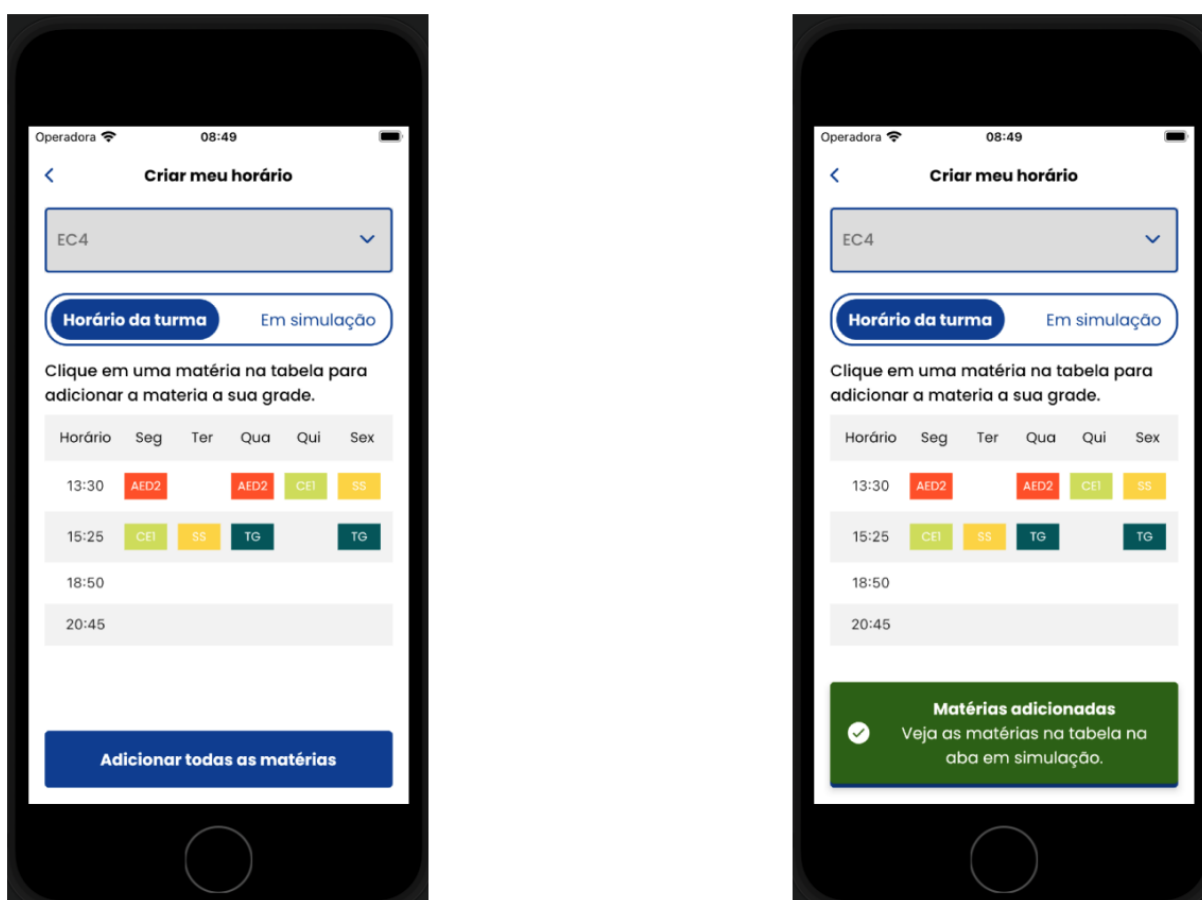 Operadora 08:49
Criar meu horário
EC4
Horário da turma Em simulação
Clique em uma matéria na tabela para
adicionar a materia a sua grade.
Horário Seg Ter Qua Qui Sex
13:30 AED2 AED2 CE1 SS
15:25 CE1 SS TG TG
18:50
20:45
Adicionar todas as matérias
Operadora 08:49
Criar meu horário
EC4
Horário da turma Em simulação
Clique em uma matéria na tabela para
adicionar a materia a sua grade.
Horário Seg Ter Qua Qui Sex
13:30 AED2 AED2 CE1 SS
15:25 CE1 SS TG TG
18:50
20:45
Matérias adicionadas
Veja as matérias na tabela na
aba em simulação.